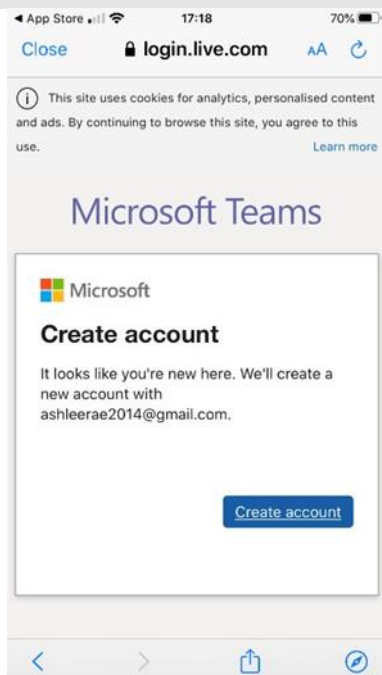 App Store 17:18 70%
Close login.live.com AA
This site uses cookies for analytics, personalised content
and ads. By continuing to browse this site, you agree to this
use. Learn more
Microsoft Teams
Microsoft
Create account
It looks like you're new here. We'll create a
new account with
ashleerae2014@gmail.com.
Create account